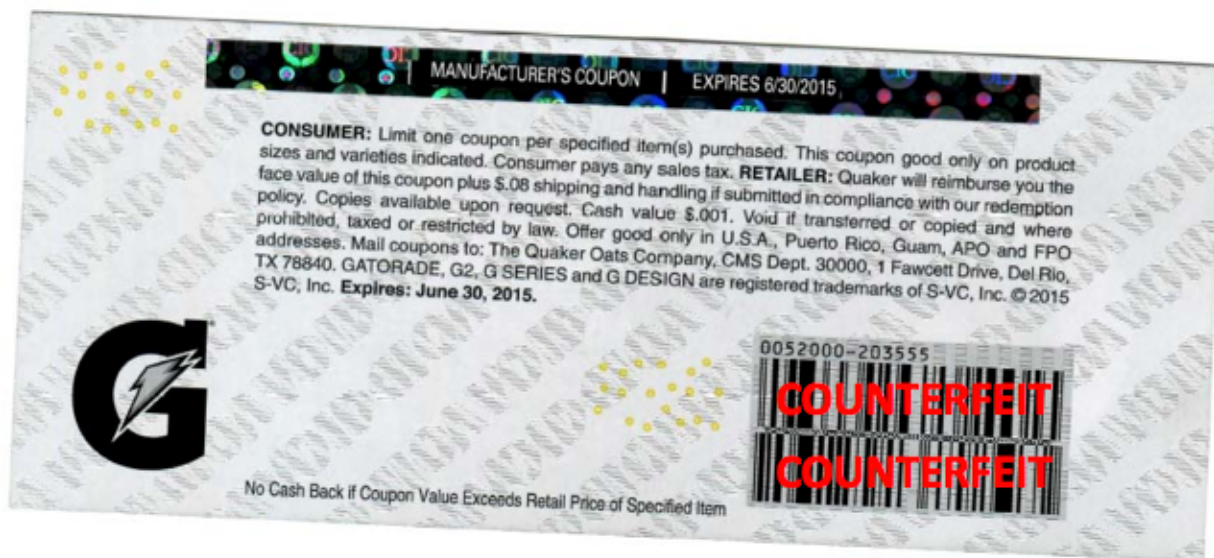 MANUFACTURER'S COUPON | EXPIRES 6/30/2015
CONSUMER: Limit one coupon per specified item(s) purchased. This coupon good only on product
sizes and varieties indicated. Consumer pays any sales tax. RETAILER: Quaker will reimburse you the
face value of this coupon plus $.08 shipping and handling if submitted in compliance with our redemption
policy. Copies available upon request. Cash value $.001. Void if transferred or copied and where
prohibited, taxed or restricted by law. Offer good only in U.S.A., Puerto Rico, Guam, APO and FPO
addresses. Mail coupons to: The Quaker Oats Company, CMS Dept. 30000, 1 Fawcett Drive, Del Rio,
TX 78840. GATORADE, G2, G SERIES and G DESIGN are registered trademarks of S-VC, Inc. © 2015
S-VC, Inc. Expires: June 30, 2015.
G
0052000-203555
COUNTERFEIT
COUNTERFEIT
No Cash Back if Coupon Value Exceeds Retail Price of Specified Item